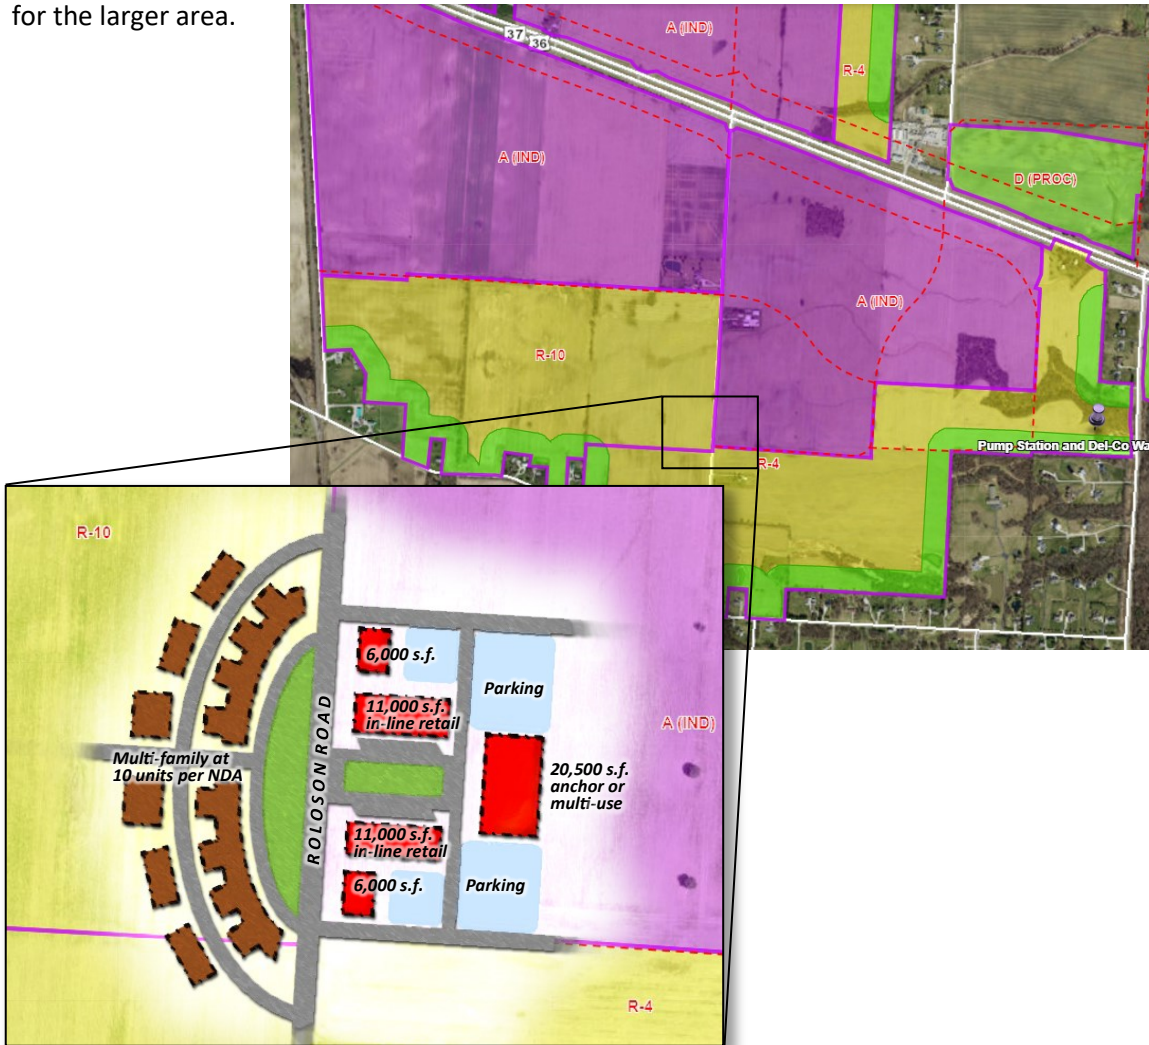 for the larger area.
A (IND)
37
36
R-4
A (IND)
D (PROC)
A (IND)
R-10
Pump Station and Del-Co Wa
R-4
R-10
6,000 s.f.
Parking
11,000 s.f.
in-line retail
A (IND)
ROLOSON ROAD
Multi-family at
10 units per NDA
20,500 s.f.
anchor or
multi-use
11,000 s.f.
in-line retail
6,000 s.f.
Parking
R-4